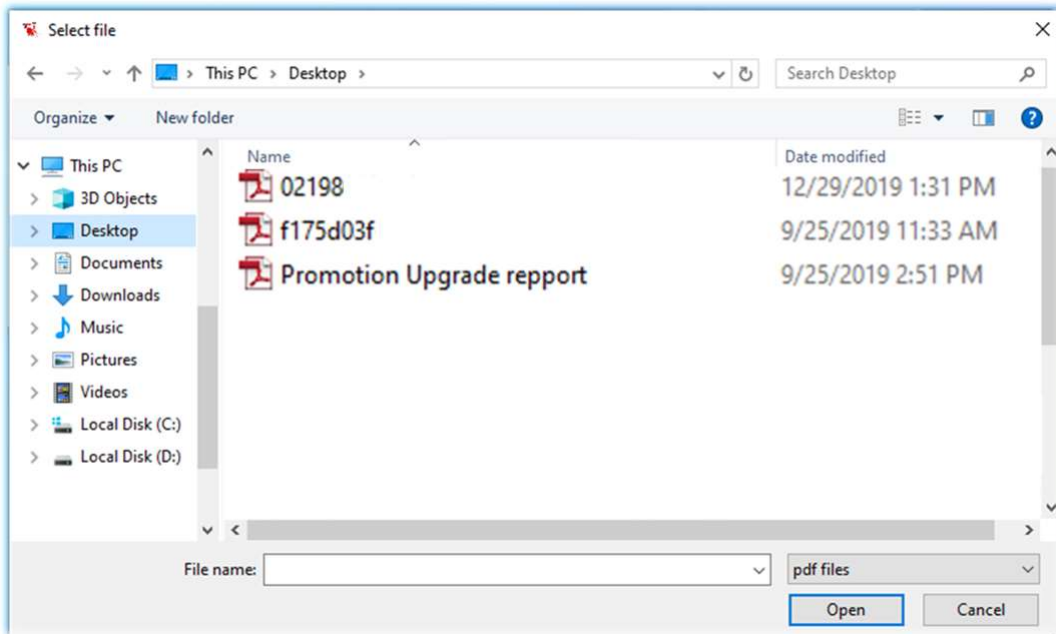 Select file
This PC > Desktop >
Search Desktop
Organize
New folder
?
This PC
3D Objects
Desktop
Documents
Downloads
Music
Pictures
Videos
Local Disk (C:)
Local Disk (D:)
Name Date modified
02198 12/29/2019 1:31 PM
f175d03f 9/25/2019 11:33 AM
Promotion Upgrade repport 9/25/2019 2:51 PM
File name:
pdf files
Open Cancel